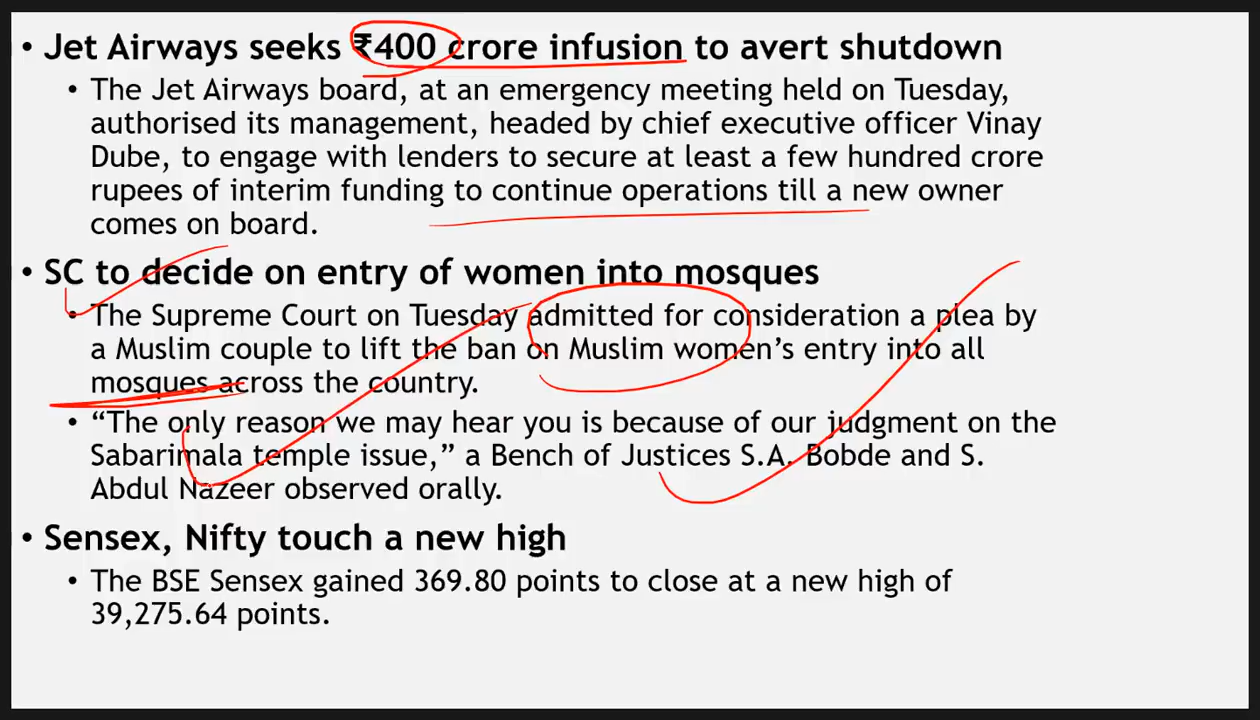 • Jet Airways seeks ₹400 crore infusion to avert shutdown
• The Jet Airways board, at an emergency meeting held on Tuesday,
authorised its management, headed by chief executive officer Vinay
Dube, to engage with lenders to secure at least a few hundred crore
rupees of interim funding to continue operations till a new owner
comes on board.
• SC to decide on entry of women into mosques
• The Supreme Court on Tuesday admitted for consideration a plea by
a Muslim couple to lift the ban on Muslim women’s entry into all
mosques across the country.
• “The only reason we may hear you is because of our judgment on the
Sabarimala temple issue,” a Bench of Justices S.A. Bobde and S.
Abdul Nazeer observed orally.
• Sensex, Nifty touch a new high
• The BSE Sensex gained 369.80 points to close at a new high of
39,275.64 points.